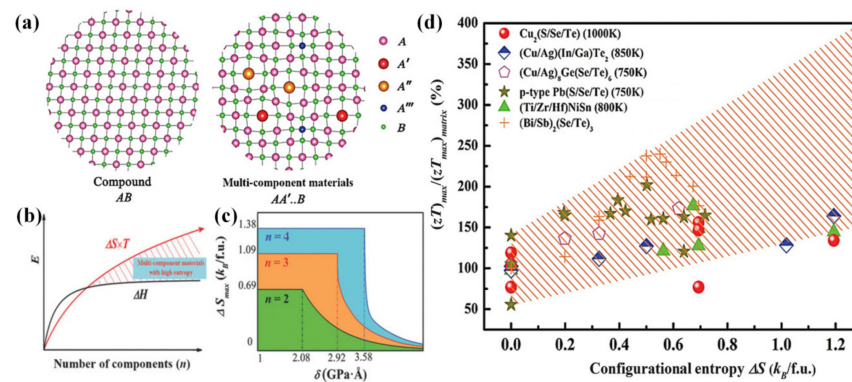 (a)
A
A'
A''
A'''
B
Compound
AB
Multi-component materials
AA'..B
(b)
E
ΔS×T
Multi-component materials
with high entropy
ΔH
Number of components (n)
(c)
ΔS_max (k_B/f.u.)
1.38
1.09
0.69
0
n = 4
n = 3
n = 2
1 2.08 2.92 3.58
δ(GPa·Å)
d
(zT)_max/(zT_max)_matrix (%)
400
350
300
250
200
150
100
50
0
Cu₂(S/Se/Te) (1000K)
(Cu/Ag)(In/Ga)Te₂ (850K)
(Cu/Ag)₈Ge(Se/Te)₆ (750K)
p-type Pb(S/Se/Te) (750K)
(Ti/Zr/Hf)NiSn (800K)
(Bi/Sb)₂(Se/Te)₃
0.0 0.2 0.4 0.6 0.8 1.0 1.2
Configurational entropy ΔS (k_B/f.u.)